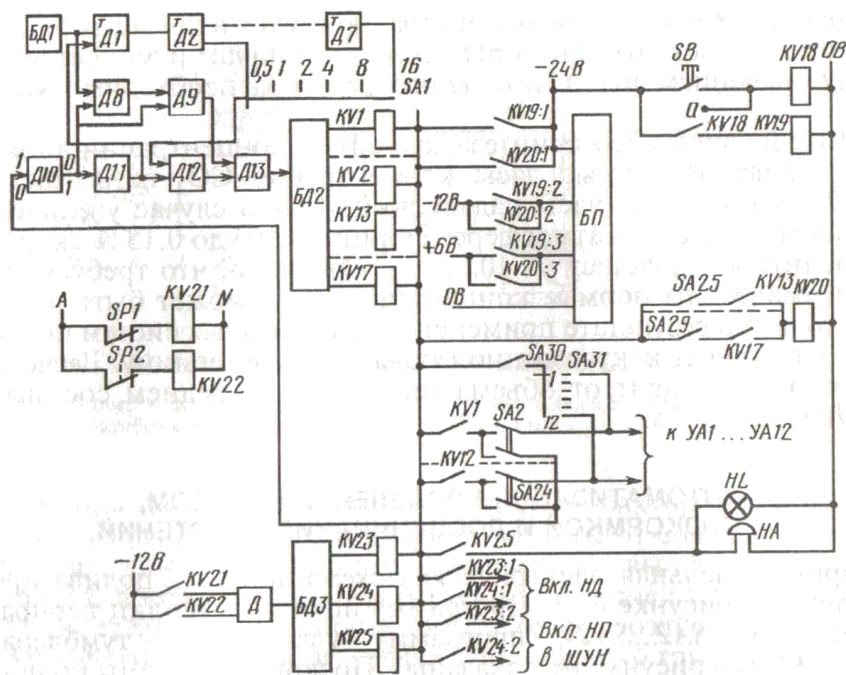 БД1
т
Д1
т
Д2
т
Д7
0,5 1 2 4 8 16
SA1
Д8
Д9
1
0
Д10
0
1
Д11
Д12
Д13
БД2
KV1
KV2
KV13
KV17
-24В
SB
KV18
0В
а
KV18
KV19
KV19:1
KV20:1
-12В
KV19:2
KV20:2
+6В
KV19:3
KV20:3
0В
БП
A
SP1
KV21
N
SP2
KV22
SA25
KV13
KV20
SA29
KV17
SA30
SA31
1
12
KV1
SA2
KV12
SA24
к УА1...УА12
HL
HA
-12В
KV21
KV22
Д
БД3
KV23
KV24
KV25
KV25
KV23:1
KV24:1
Вкл. НД
KV23:2
KV24:2
Вкл. НП
в ШУН